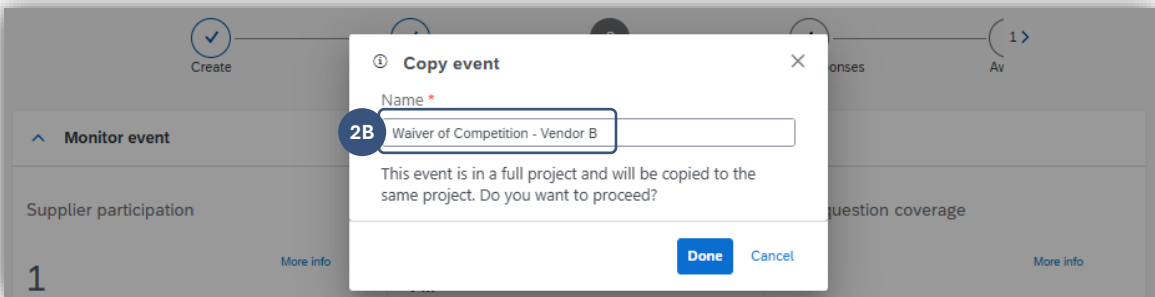 1
Create
onses
Av
Copy event
Name *
2B
Waiver of Competition - Vendor B
This event is in a full project and will be copied to the
same project. Do you want to proceed?
Done
Cancel
Monitor event
Supplier participation
question coverage
More info
More info
1